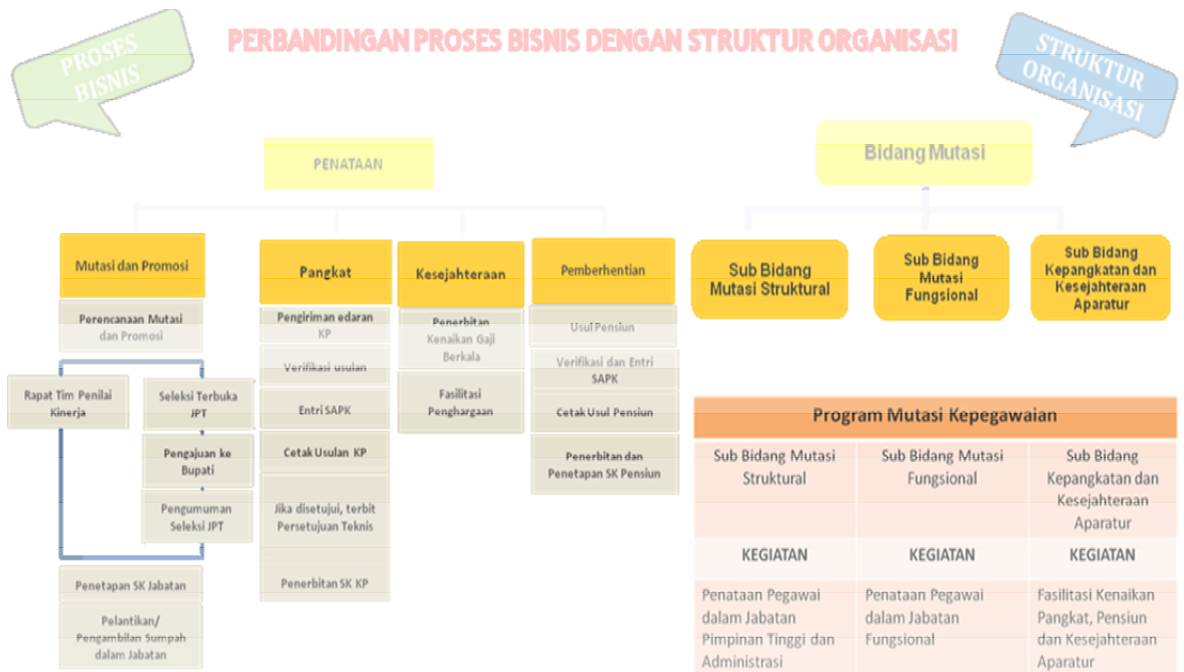 PROSES
BISNIS
PERBANDINGAN PROSES BISNIS DENGAN STRUKTUR ORGANISASI
STRUKTUR
ORGANISASI
PENATAAN
Mutasi dan Promosi
Perencanaan Mutasi
dan Promosi
Rapat Tim Penilai
Kinerja
Seleksi Terbuka
JPT
Pengajuan ke
Bupati
Pengumuman
Seleksi JPT
Penetapan SK Jabatan
Pelantikan/
Pengambilan Sumpah
dalam Jabatan
Pangkat
Pengiriman edaran
KP
Verifikasi usulan
Entri SAPK
Cetak Usulan KP
Jika disetujui, terbit
Persetujuan Teknis
Penerbitan SK KP
Kesejahteraan
Penerbitan
Kenaikan Gaji
Berkala
Fasilitasi
Penghargaan
Pemberhentian
Usul Pensiun
Verifikasi dan Entri
SAPK
Cetak Usul Pensiun
Penerbitan dan
Penetapan SK Pensiun
Bidang Mutasi
Sub Bidang
Mutasi Struktural
Sub Bidang
Mutasi
Fungsional
Sub Bidang
Kepangkatan dan
Kesejahteraan
Aparatur
Program Mutasi Kepegawaian
Sub Bidang Mutasi
Struktural
Sub Bidang Mutasi
Fungsional
Sub Bidang
Kepangkatan dan
Kesejahteraan
Aparatur
KEGIATAN
KEGIATAN
KEGIATAN
Penataan Pegawai
dalam Jabatan
Pimpinan Tinggi dan
Administrasi
Penataan Pegawai
dalam Jabatan
Fungsional
Fasilitasi Kenaikan
Pangkat, Pensiun
dan Kesejahteraan
Aparatur